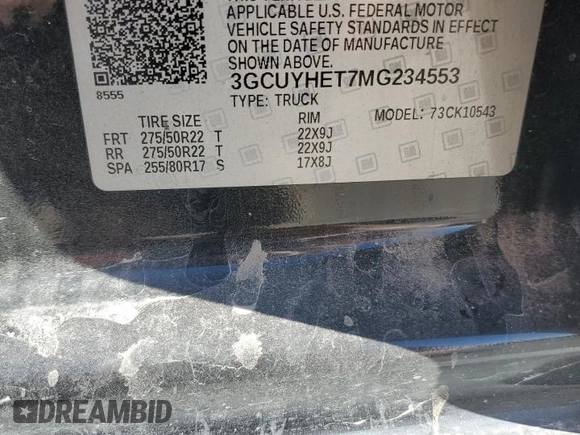 APPLICABLE U.S. FEDERAL MOTOR
VEHICLE SAFETY STANDARDS IN EFFECT
ON THE DATE OF MANUFACTURE
SHOWN ABOVE.
3GCUYHET7MG234553
TYPE: TRUCK
MODEL: 73CK10543
8555
TIRE SIZE RIM
FRT 275/50R22 T 22X9J
RR 275/50R22 T 22X9J
SPA 255/80R17 S 17X8J
DREAMBID